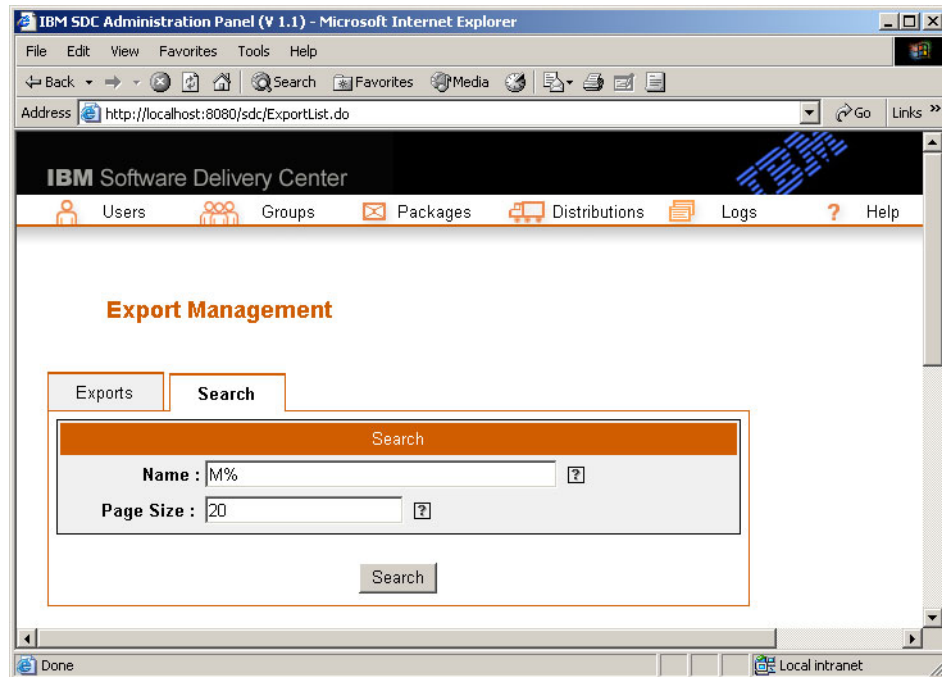 IBM SDC Administration Panel (V 1.1) - Microsoft Internet Explorer
File Edit View Favorites Tools Help
Back Search Favorites Media
Address http://localhost:8080/sdc/ExportList.do Go Links »
IBM Software Delivery Center IBM
Users Groups Packages Distributions Logs ? Help
Export Management
Exports Search
Search
Name : M% ?
Page Size : 20 ?
Search
Done Local intranet